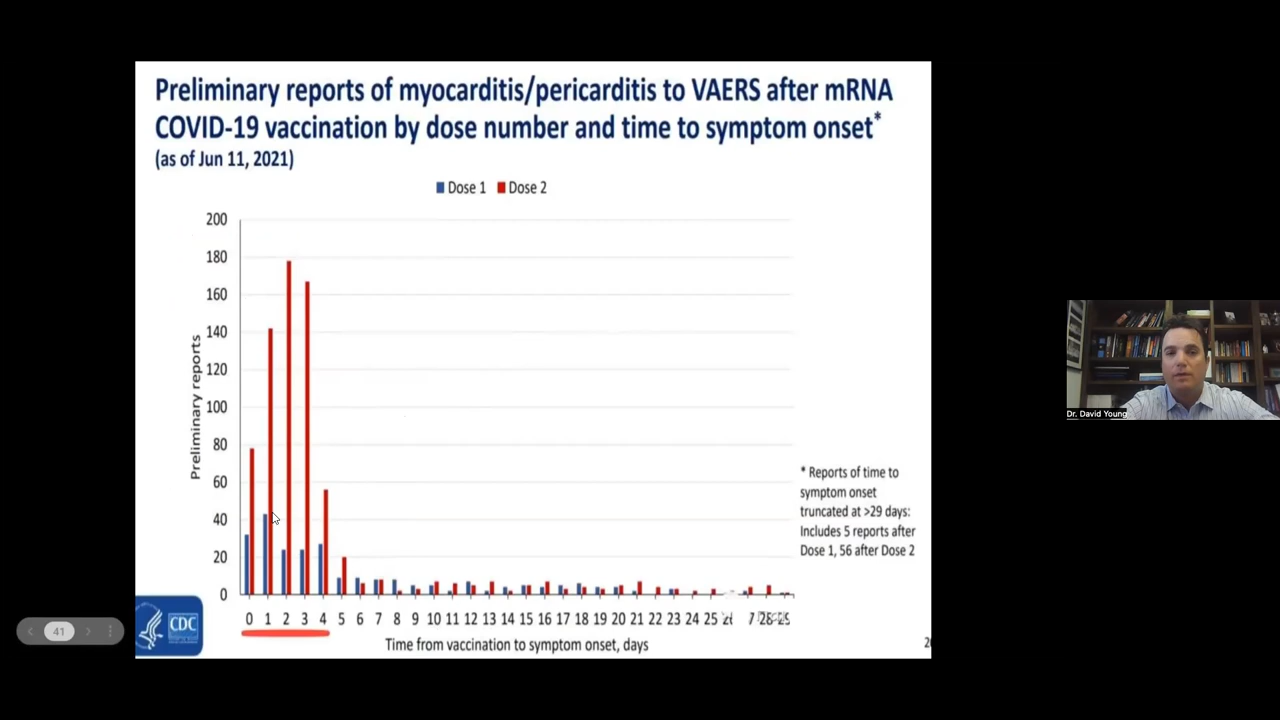 Preliminary reports of myocarditis/pericarditis to VAERS after mRNA
COVID-19 vaccination by dose number and time to symptom onset*
(as of Jun 11, 2021)
Dose 1 Dose 2
200
180
160
140
120
100
80
60
40
20
0
Preliminary reports
0 1 2 3 4 5 6 7 8 9 10 11 12 13 14 15 16 17 18 19 20 21 22 23 24 25
Time from vaccination to symptom onset, days
* Reports of time to
symptom onset
truncated at >29 days:
Includes 5 reports after
Dose 1, 56 after Dose 2
CDC
41
Dr. David Young